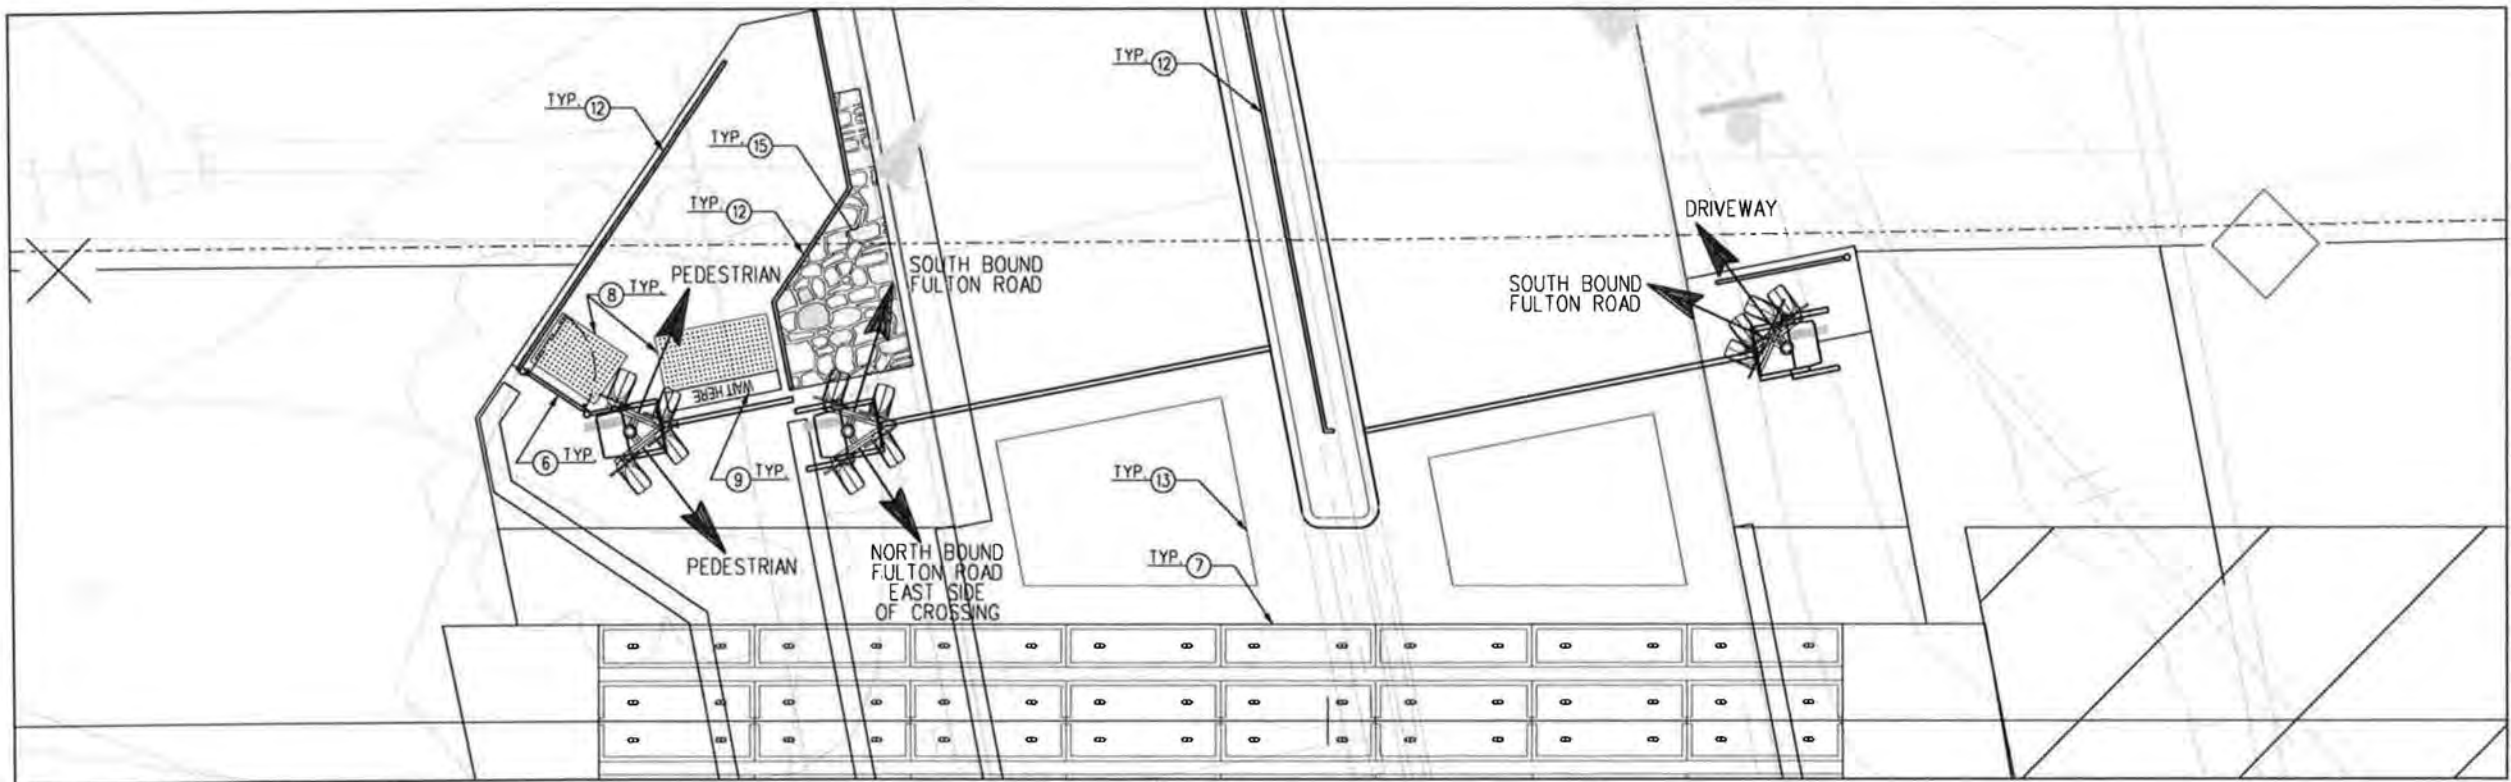 TYP. 12
TYP. 12
TYP. 15
TYP. 12
8 TYP.
PEDESTRIAN
SOUTH BOUND
FULTON ROAD
DRIVEWAY
SOUTH BOUND
FULTON ROAD
WAIT HERE
6 TYP.
9 TYP.
TYP. 13
PEDESTRIAN
NORTH BOUND
FULTON ROAD
EAST SIDE
OF CROSSING
TYP. 7